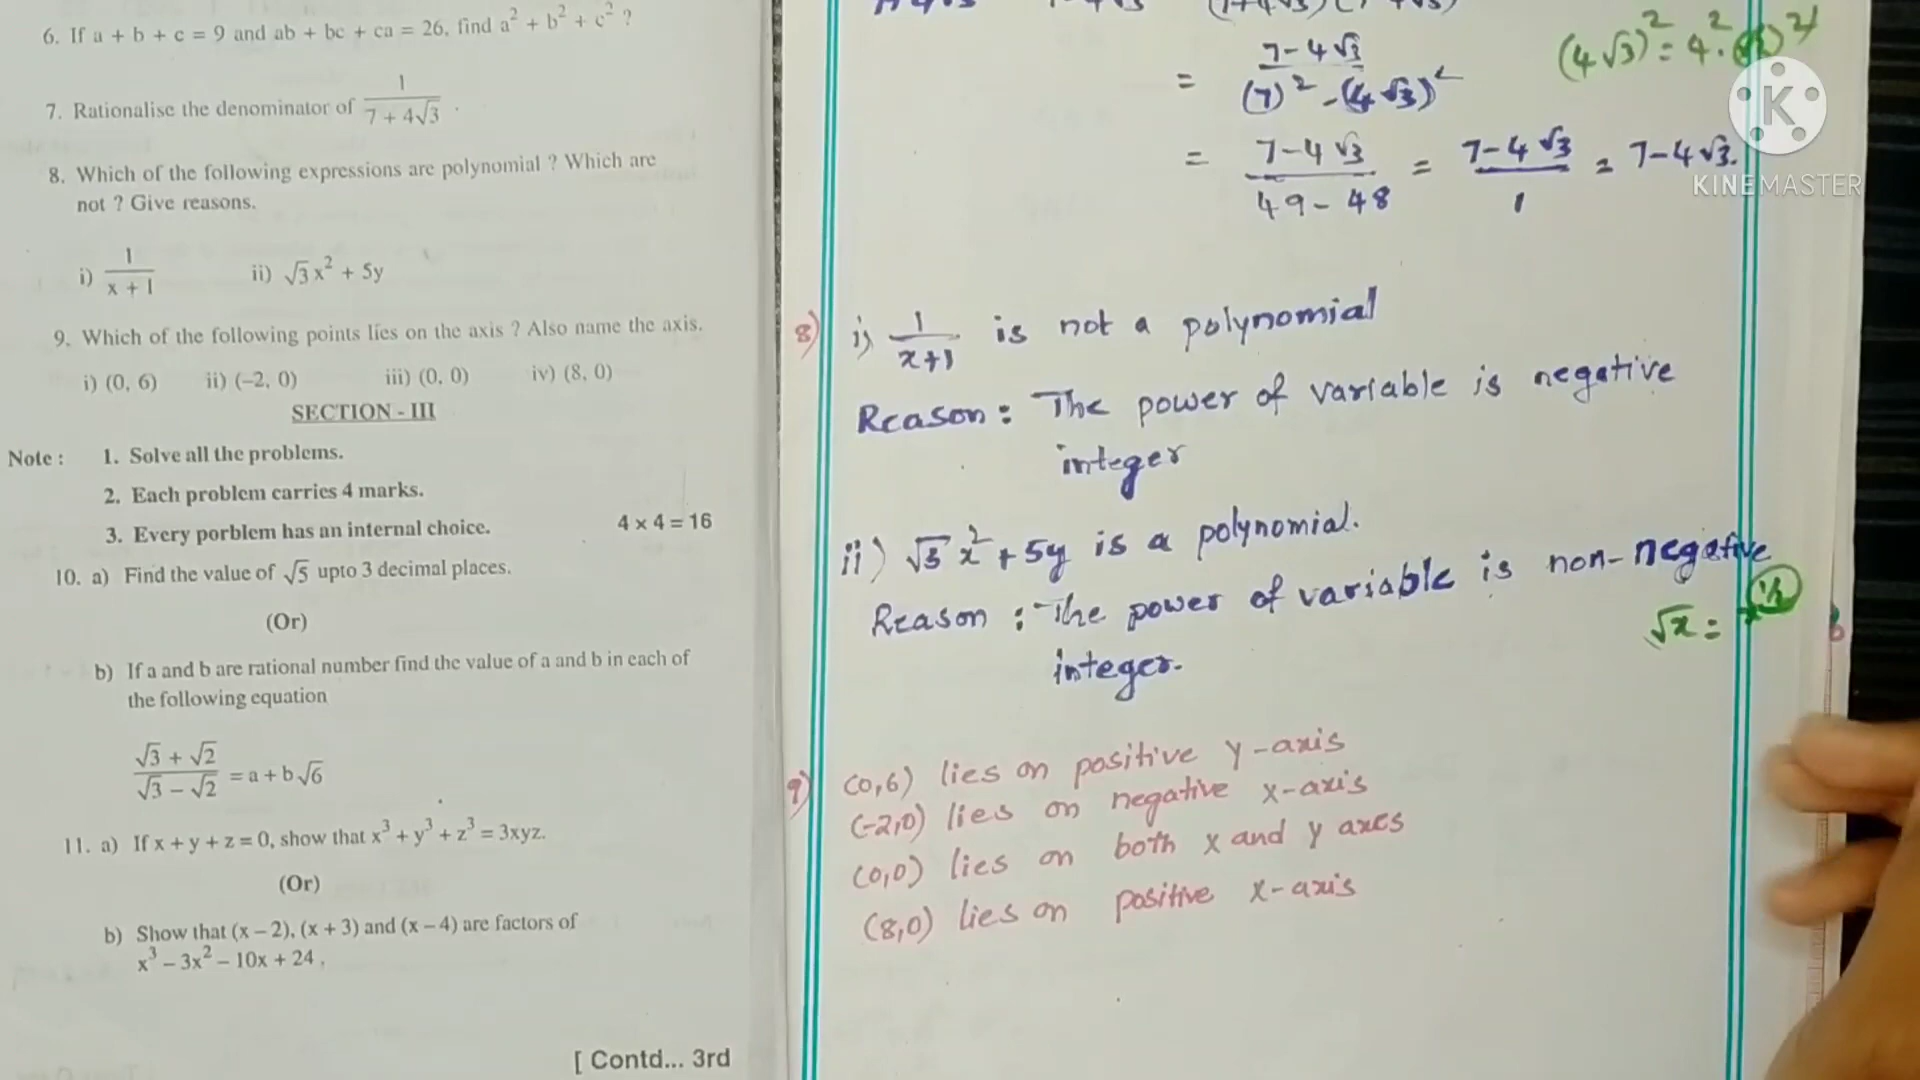 6. If a + b + c = 9 and ab + bc + ca = 26, find a² + b² + c² ?
7. Rationalise the denominator of 1/(7 + 4√3) .
8. Which of the following expressions are polynomial ? Which are
not ? Give reasons.
i) 1/(x + 1) ii) √3x² + 5y
9. Which of the following points lies on the axis ? Also name the axis.
i) (0, 6) ii) (–2, 0) iii) (0, 0) iv) (8, 0)
SECTION - III
Note : 1. Solve all the problems.
2. Each problem carries 4 marks.
3. Every porblem has an internal choice. 4 × 4 = 16
10. a) Find the value of √5 upto 3 decimal places.
(Or)
b) If a and b are rational number find the value of a and b in each of
the following equation
(√3 + √2)/(√3 – √2) = a + b√6
11. a) If x + y + z = 0, show that x³ + y³ + z³ = 3xyz.
(Or)
b) Show that (x – 2), (x + 3) and (x – 4) are factors of
x³ – 3x² – 10x + 24 .
[ Contd... 3rd
= (7-4√3)/((7)² - (4√3)²)
(4√3)² = 4².
= (7-4√3)/(49-48) = (7-4√3)/1 = 7-4√3.
K
KINEMASTER
8) i) 1/(x+1) is not a polynomial
Reason : The power of variable is negative
integer
ii) √3 x² + 5y is a polynomial.
Reason : The power of variable is non-negative
integer.
√x = x^(1/2)
9) (0,6) lies on positive Y-axis
(-2,0) lies on negative X-axis
(0,0) lies on both X and Y axes
(8,0) lies on positive X-axis